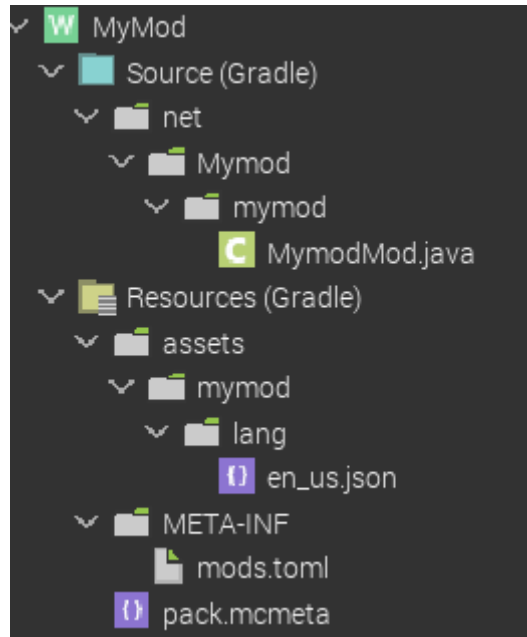 W MyMod
Source (Gradle)
net
Mymod
mymod
C MymodMod.java
Resources (Gradle)
assets
mymod
lang
{} en_us.json
META-INF
mods.toml
{} pack.mcmeta